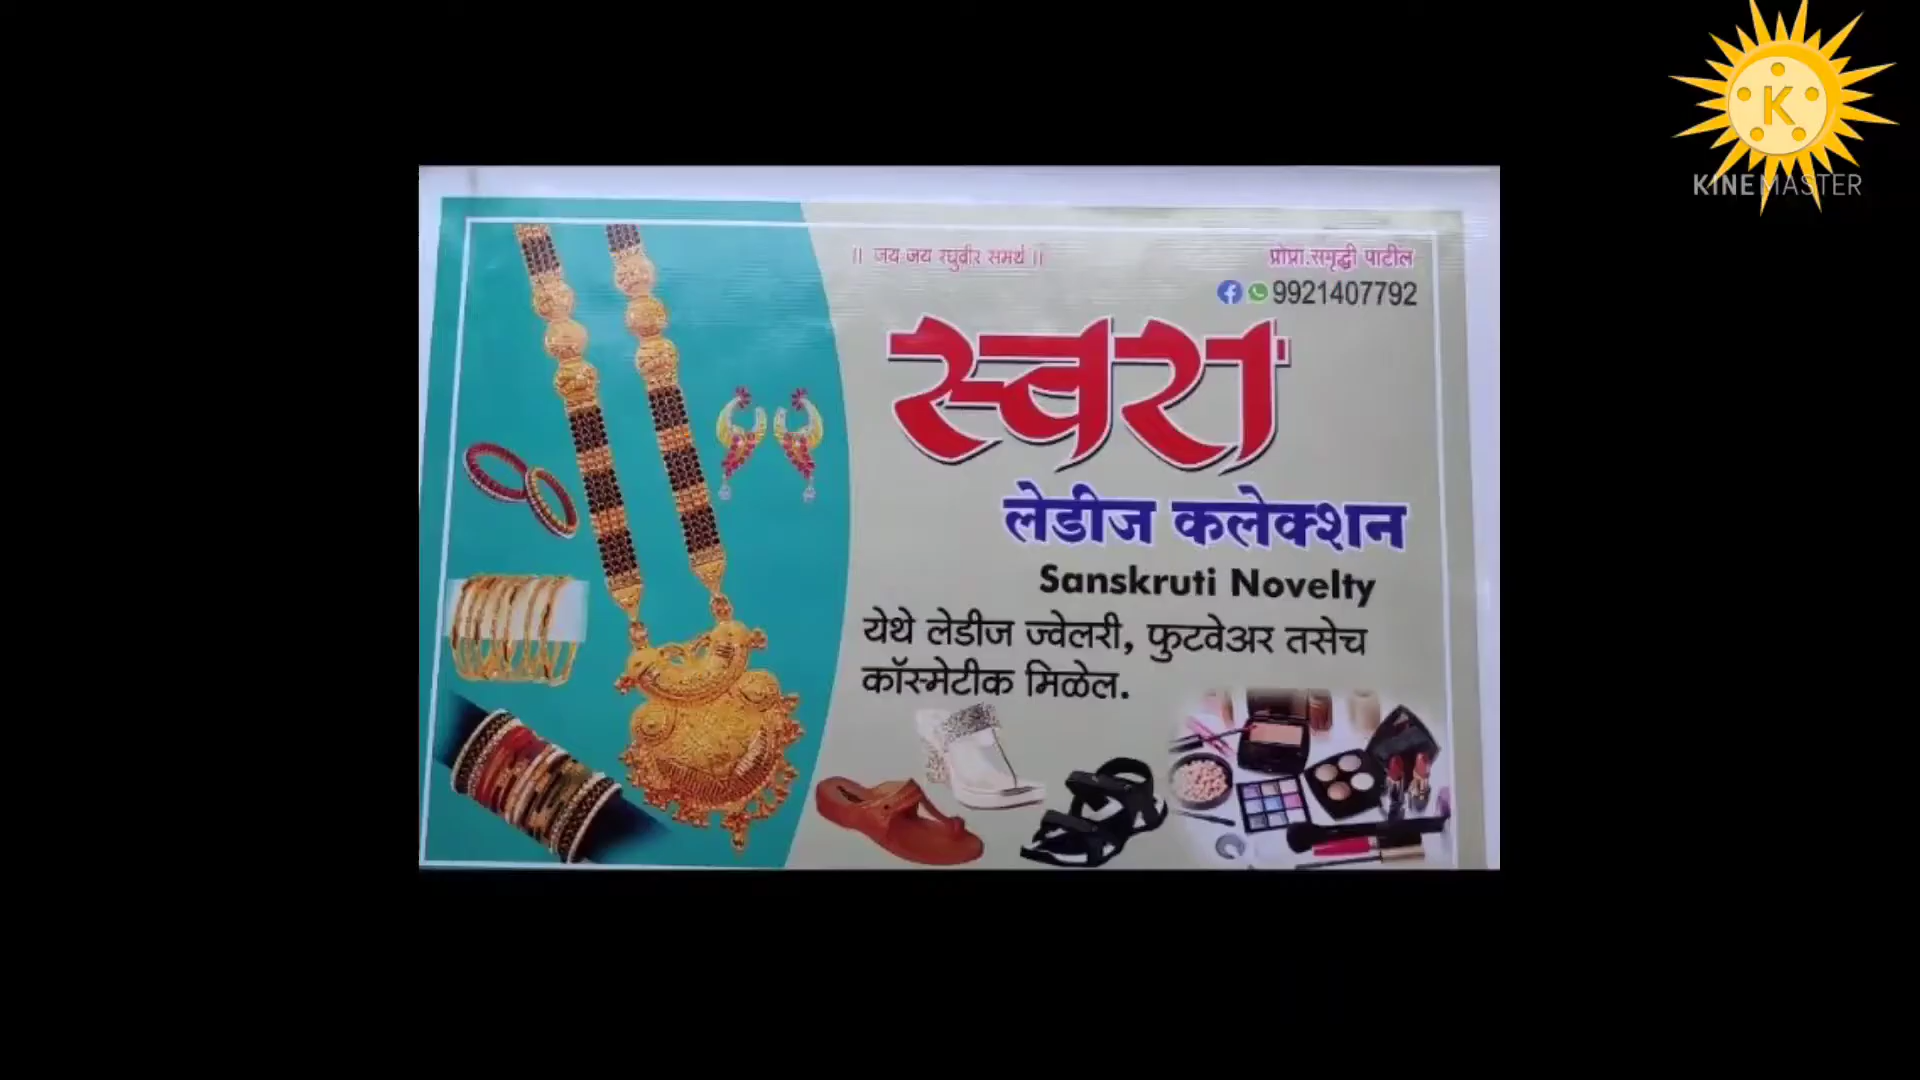 ॥ जय जय रघुवीर समर्थ ॥
प्रोप्रा.समृद्धी पाटील
9921407792
स्वरा
लेडीज कलेक्शन
Sanskruti Novelty
येथे लेडीज ज्वेलरी, फुटवेअर तसेच
कॉस्मेटीक मिळेल.
K
KINEMASTER